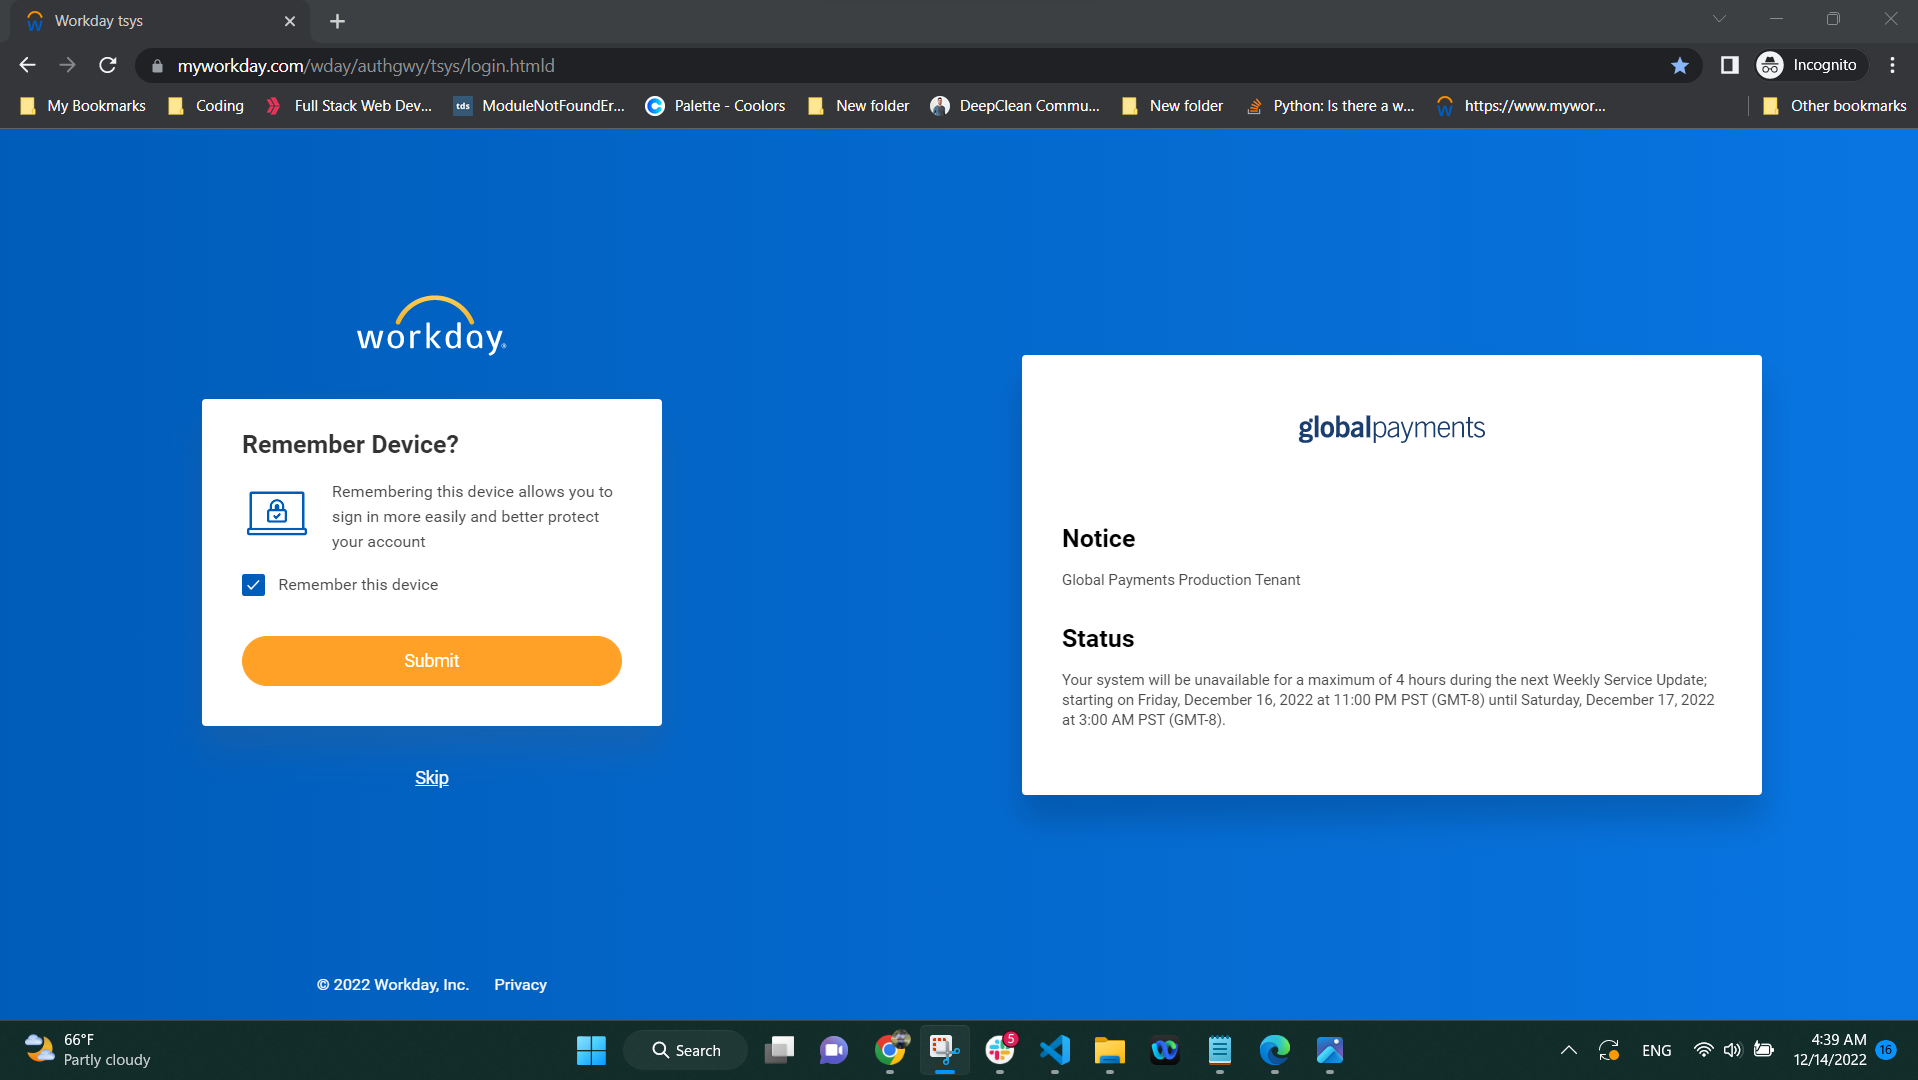 Workday tsys
myworkday.com/wday/authgwy/tsys/login.htmld
Incognito
My Bookmarks
Coding
Full Stack Web Dev...
tds
ModuleNotFoundEr...
Palette - Coolors
New folder
DeepClean Commu...
New folder
Python: Is there a w...
https://www.mywor...
Other bookmarks
workday.
Remember Device?
Remembering this device allows you to
sign in more easily and better protect
your account
Remember this device
Submit
Skip
© 2022 Workday, Inc.
Privacy
globalpayments
Notice
Global Payments Production Tenant
Status
Your system will be unavailable for a maximum of 4 hours during the next Weekly Service Update;
starting on Friday, December 16, 2022 at 11:00 PM PST (GMT-8) until Saturday, December 17, 2022
at 3:00 AM PST (GMT-8).
66°F
Partly cloudy
Search
5
ENG
4:39 AM
12/14/2022
16